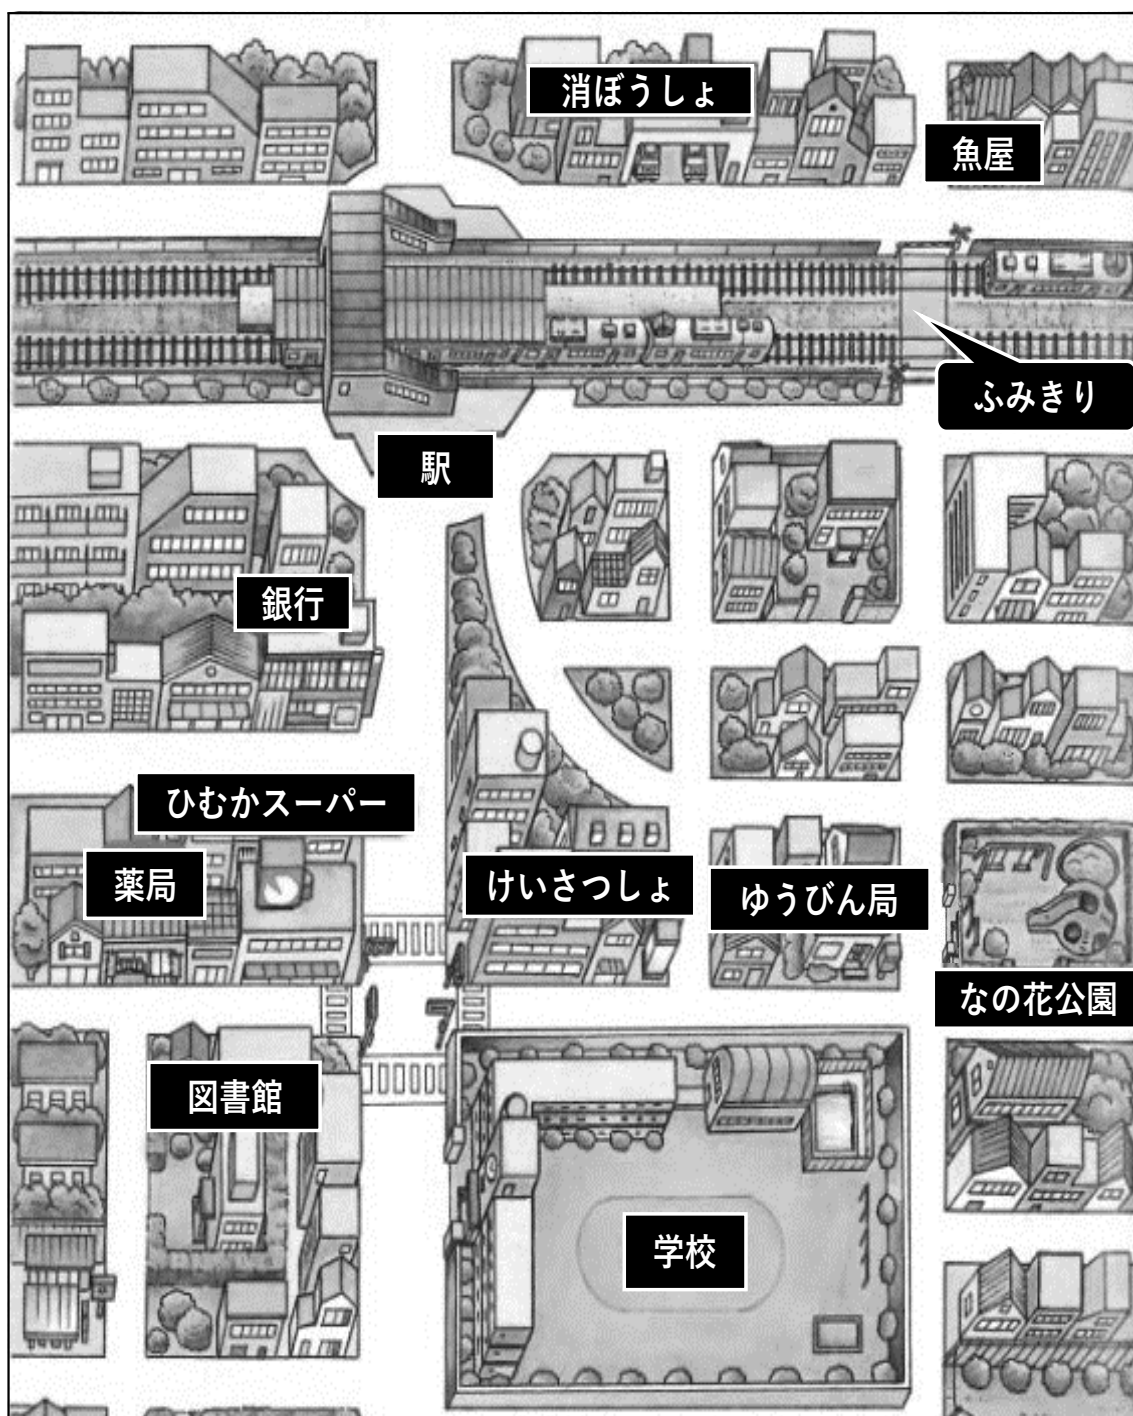 消ぼうしょ
魚屋
ふみきり
駅
銀行
ひむかスーパー
薬局
けいさつしょ
ゆうびん局
なの花公園
図書館
学校